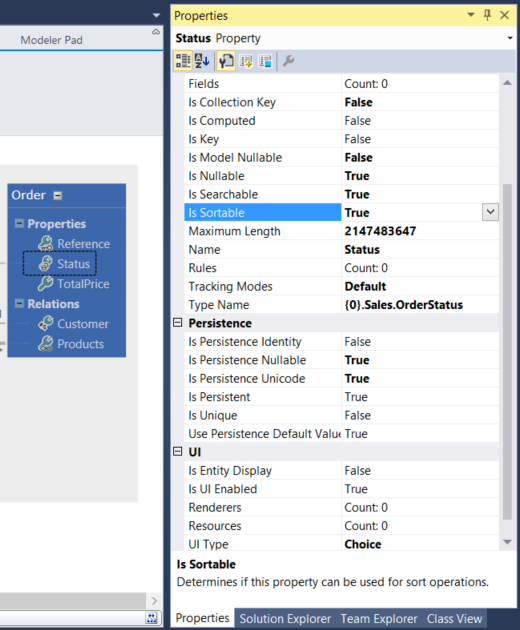 Modeler Pad
Order
Properties
Reference
Status
TotalPrice
Relations
Customer
Products
Properties
Status Property
Fields Count: 0
Is Collection Key False
Is Computed False
Is Key False
Is Model Nullable False
Is Nullable True
Is Searchable True
Is Sortable True
Maximum Length 2147483647
Name Status
Rules Count: 0
Tracking Modes Default
Type Name {0}.Sales.OrderStatus
Persistence
Is Persistence Identity False
Is Persistence Nullable True
Is Persistence Unicode True
Is Persistent True
Is Unique False
Use Persistence Default Value True
UI
Is Entity Display False
Is UI Enabled True
Renderers Count: 0
Resources Count: 0
UI Type Choice
Is Sortable
Determines if this property can be used for sort operations.
Properties Solution Explorer Team Explorer Class View